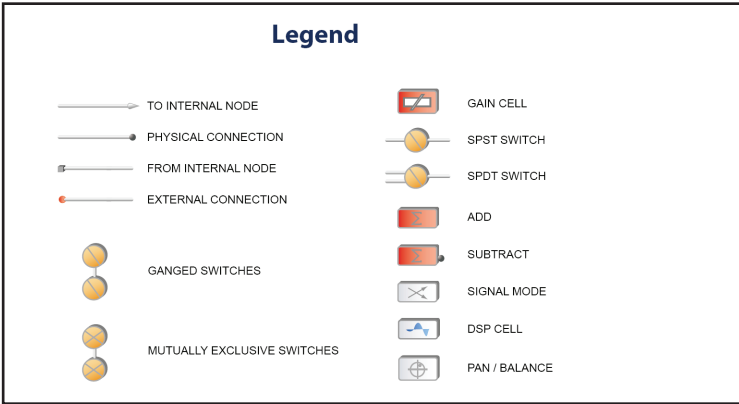 Legend
TO INTERNAL NODE
PHYSICAL CONNECTION
FROM INTERNAL NODE
EXTERNAL CONNECTION
GANGED SWITCHES
MUTUALLY EXCLUSIVE SWITCHES
GAIN CELL
SPST SWITCH
SPDT SWITCH
Σ
ADD
Σ
SUBTRACT
SIGNAL MODE
DSP CELL
PAN / BALANCE